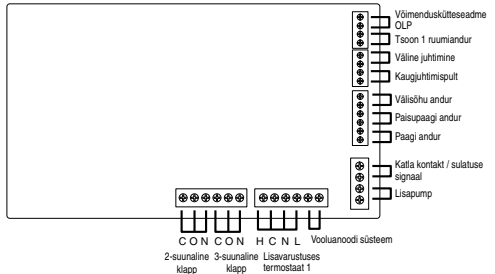 Võimenduskütteseadme
OLP
Tsoon 1 ruumiandur
Väline juhtimine
Kaugjuhtimispult
Välisõhu andur
Paisupaagi andur
Paagi andur
Katla kontakt / sulatuse
signaal
Lisapump
C O N C O N H C N L Vooluanoodi süsteem
2-suunaline 3-suunaline Lisavarustuses
klapp klapp termostaat 1